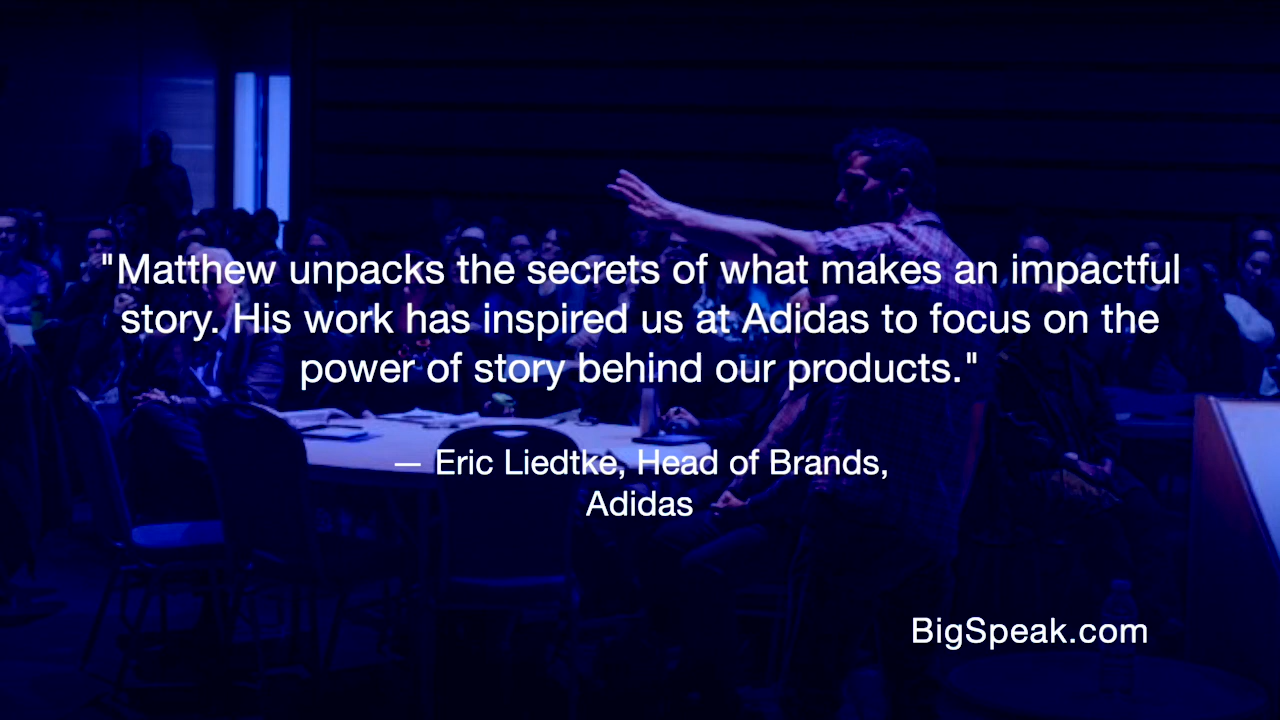 "Matthew unpacks the secrets of what makes an impactful
story. His work has inspired us at Adidas to focus on the
power of story behind our products."
— Eric Liedtke, Head of Brands,
Adidas
BigSpeak.com